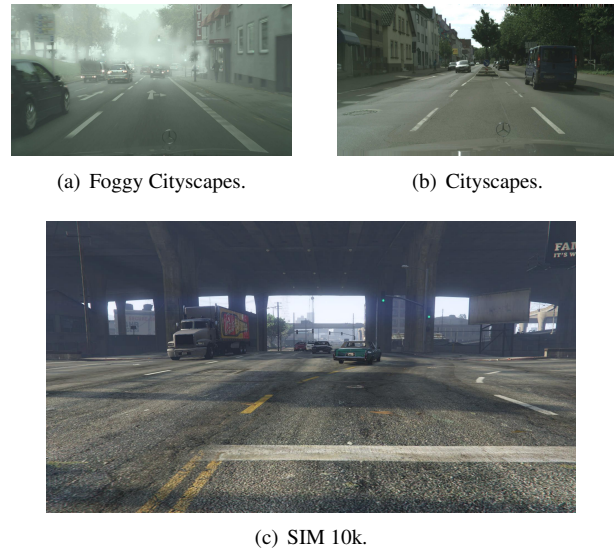 (a) Foggy Cityscapes.
(b) Cityscapes.
FAM
IT'S W
(c) SIM 10k.